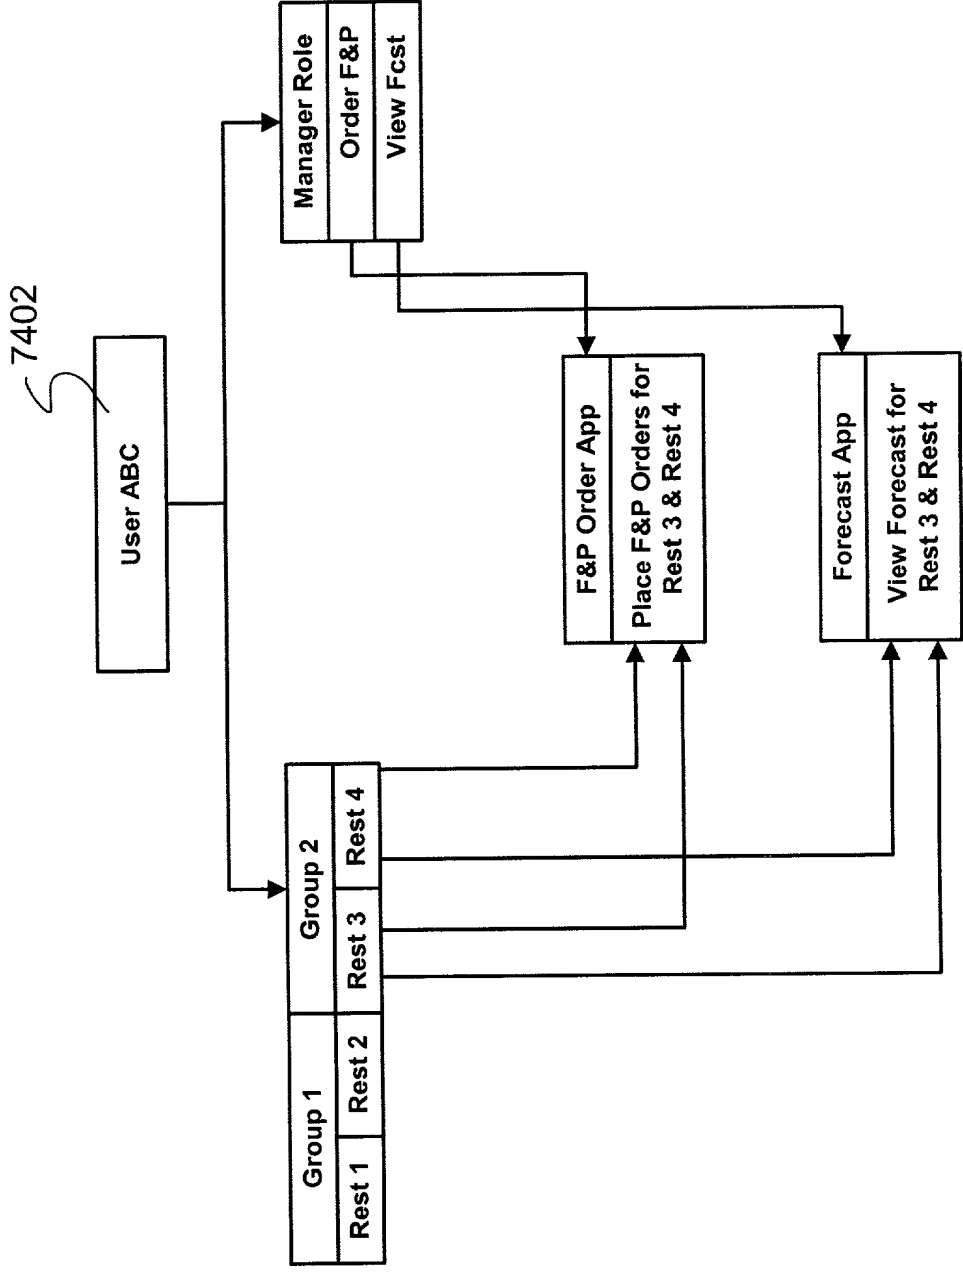 7402
User ABC
Group 1
Group 2
Rest 1
Rest 2
Rest 3
Rest 4
Manager Role
Order F&P
View Fcst
F&P Order App
Place F&P Orders for
Rest 3 & Rest 4
Forecast App
View Forecast for
Rest 3 & Rest 4